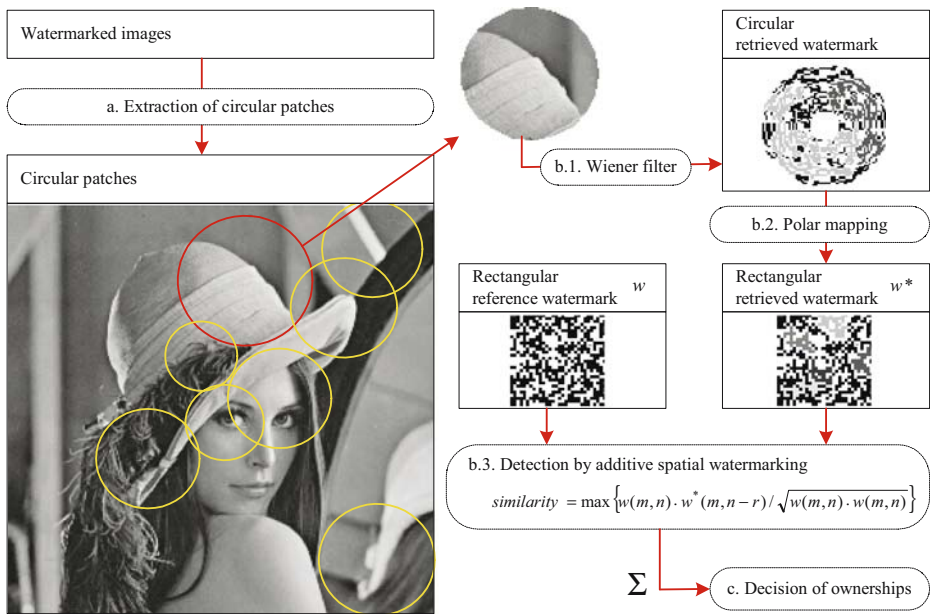 Watermarked images
a. Extraction of circular patches
Circular patches
Circular
retrieved watermark
b.1. Wiener filter
b.2. Polar mapping
Rectangular
reference watermark w
Rectangular
retrieved watermark w*
b.3. Detection by additive spatial watermarking
similarity = max{w(m,n)·w*(m,n−r)/√w(m,n)·w(m,n)}
Σ
c. Decision of ownerships